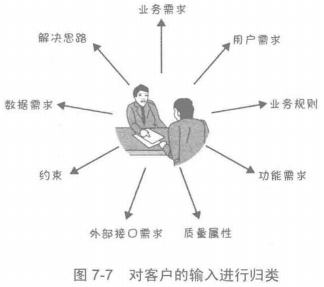 业务需求
解决思路
用户需求
数据需求
业务规则
约束
功能需求
外部接口需求
质量属性
图 7-7 对客户的输入进行归类